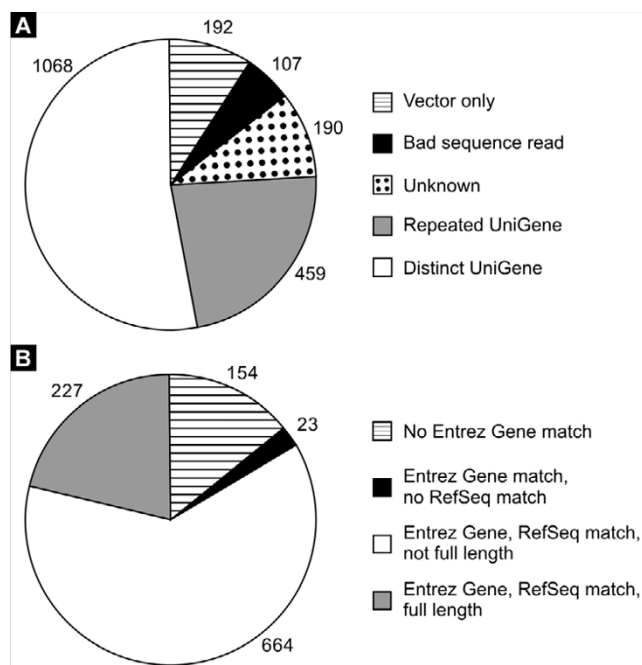 A
192
1068
107
190
459
Vector only
Bad sequence read
Unknown
Repeated UniGene
Distinct UniGene
B
154
227
23
664
No Entrez Gene match
Entrez Gene match,
no RefSeq match
Entrez Gene, RefSeq match,
not full length
Entrez Gene, RefSeq match,
full length